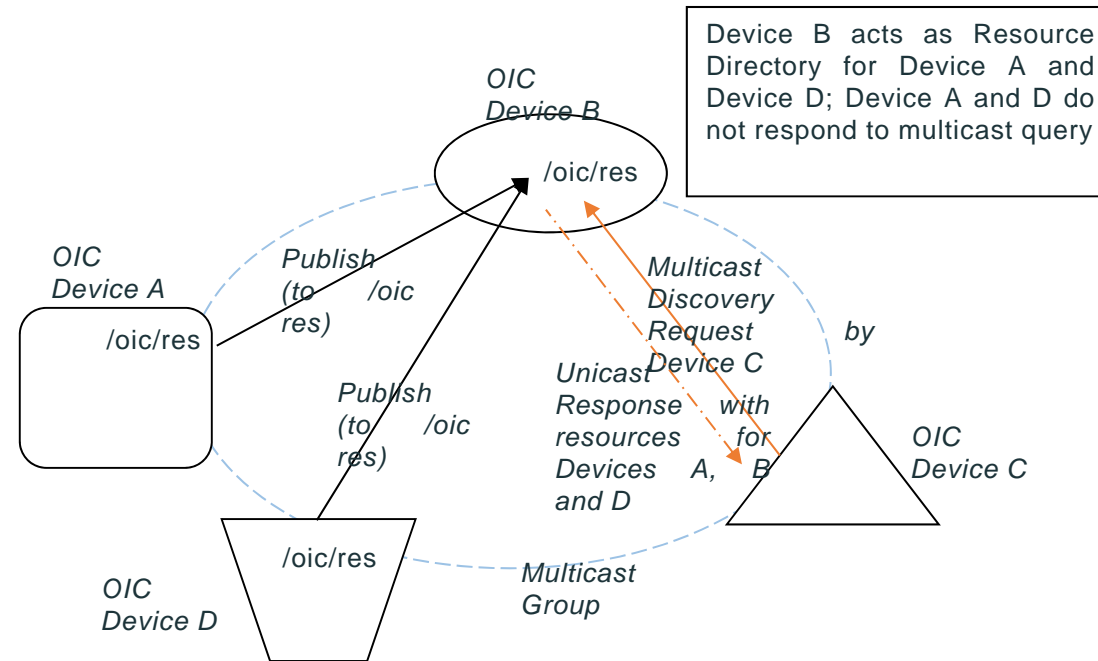 Device B acts as Resource
Directory for Device A and
Device D; Device A and D do
not respond to multicast query
OIC
Device B
/oic/res
OIC
Device A
/oic/res
Publish
(to /oic
res)
Multicast
Discovery
Request by
Device C
Publish
(to /oic
res)
Unicast
Response with
resources for
Devices A, B
and D
OIC
Device C
/oic/res
OIC
Device D
Multicast
Group